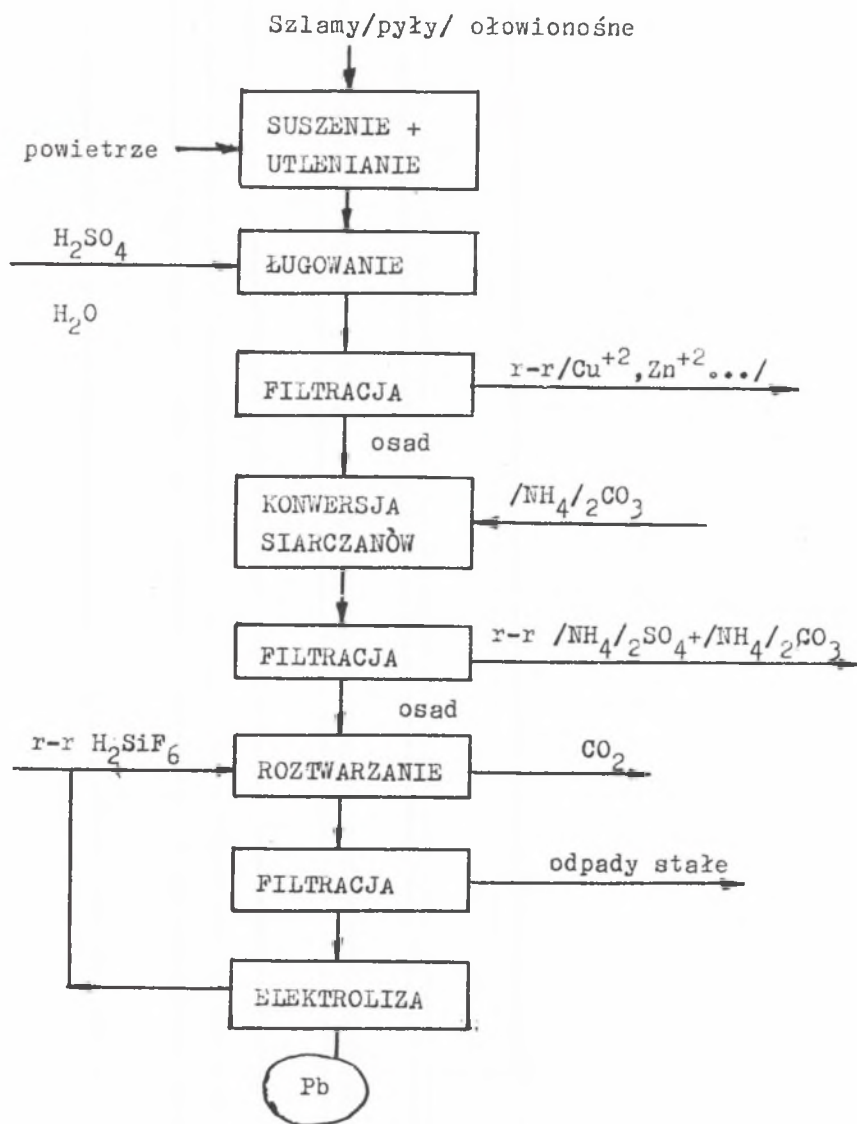 Szlamy/pyły/ ołowionośne
SUSZENIE +
UTLENIANIE
powietrze
H2SO4
H2O
ŁUGOWANIE
FILTRACJA
r-r/Cu+2,Zn+2.../
osad
KONWERSJA
SIARCZANÒW
/NH4/2CO3
FILTRACJA
r-r /NH4/2SO4+/NH4/2CO3
osad
r-r H2SiF6
ROZTWARZANIE
CO2
FILTRACJA
odpady stałe
ELEKTROLIZA
Pb